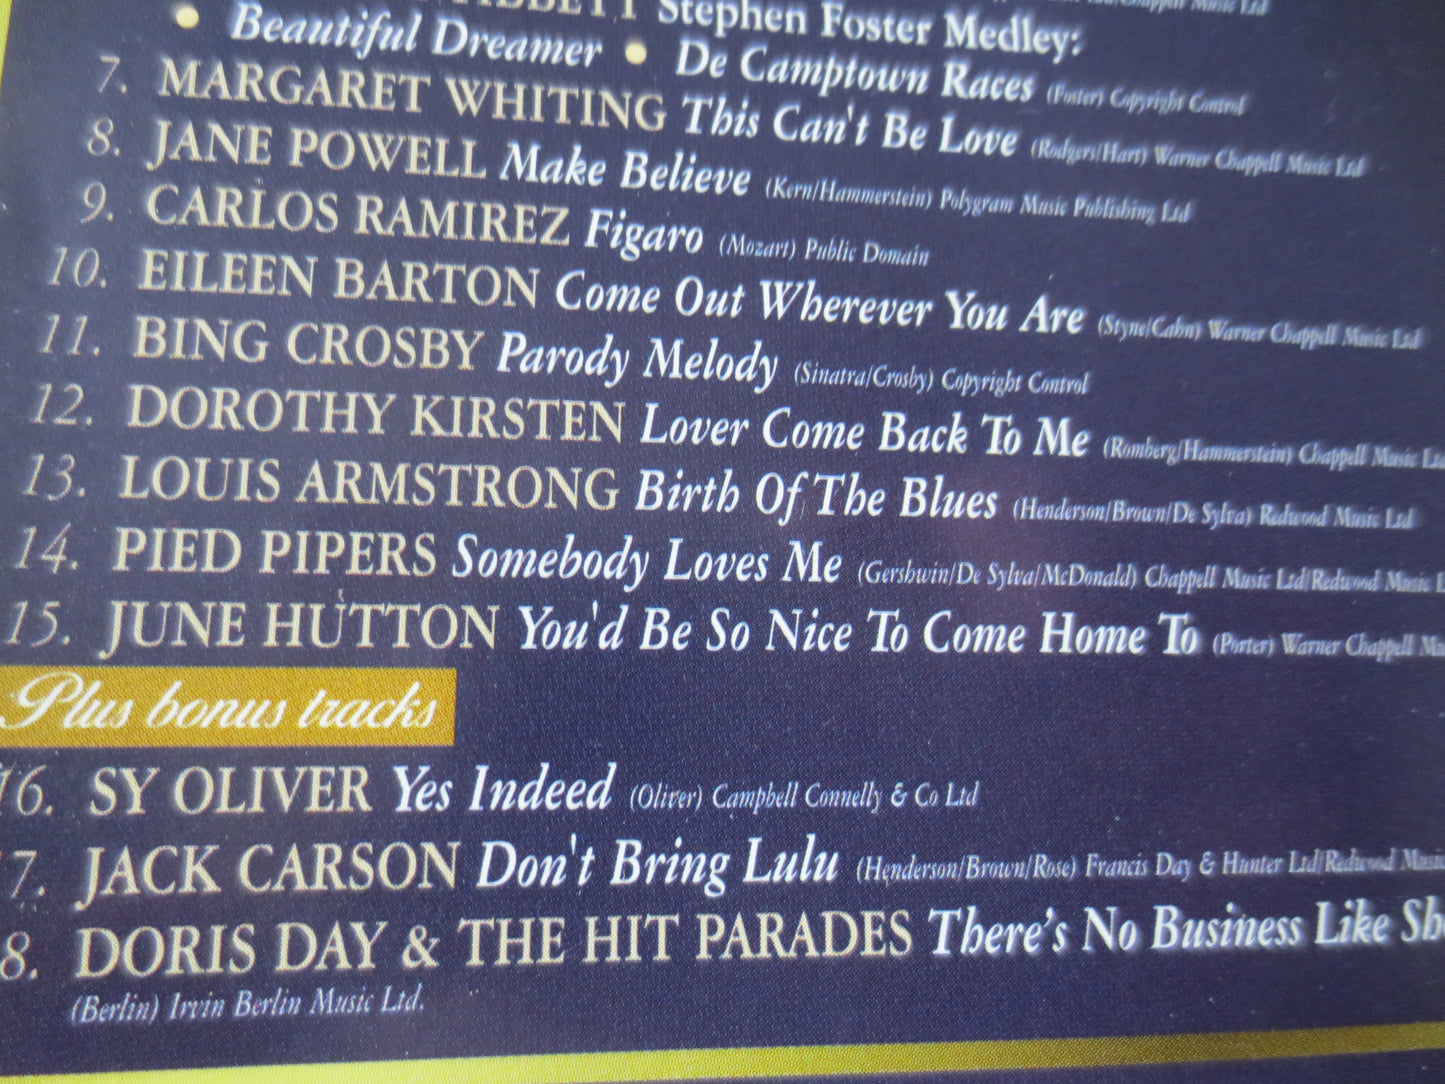 Stephen Foster Medley:
• Beautiful Dreamer • De Camptown Races (Foster) Copyright Control
7. MARGARET WHITING This Can't Be Love (Rodgers/Hart) Warner Chappell Music Ltd
8. JANE POWELL Make Believe (Kern/Hammerstein) Polygram Music Publishing Ltd
9. CARLOS RAMIREZ Figaro (Mozart) Public Domain
10. EILEEN BARTON Come Out Wherever You Are (Styne/Cahn) Warner Chappell Music Ltd
11. BING CROSBY Parody Melody (Sinatra/Crosby) Copyright Control
12. DOROTHY KIRSTEN Lover Come Back To Me (Romberg/Hammerstein) Chappell Music Ltd
13. LOUIS ARMSTRONG Birth Of The Blues (Henderson/Brown/De Sylva) Redwood Music Ltd
14. PIED PIPERS Somebody Loves Me (Gershwin/De Sylva/McDonald) Chappell Music Ltd/Redwood Music
15. JUNE HUTTON You'd Be So Nice To Come Home To (Porter) Warner Chappell
Plus bonus tracks
16. SY OLIVER Yes Indeed (Oliver) Campbell Connelly & Co Ltd
7. JACK CARSON Don't Bring Lulu (Henderson/Brown/Rose) Francis Day & Hunter Ltd/Redwood Music
8. DORIS DAY & THE HIT PARADES There's No Business Like
(Berlin) Irvin Berlin Music Ltd.